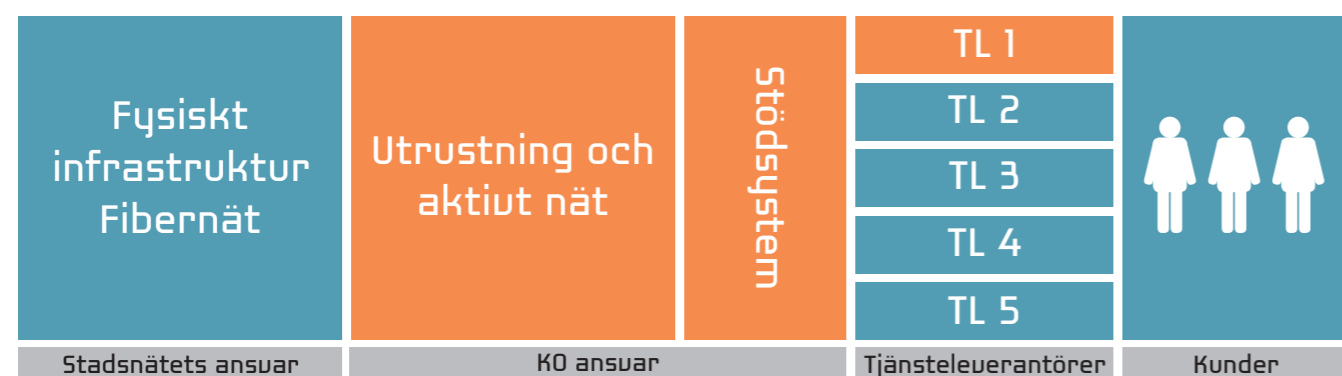 Fysiskt
infrastruktur
Fibernät
Utrustning och
aktivt nät
Stödsystem
TL 1
TL 2
TL 3
TL 4
TL 5
Stadsnätets ansvar
KO ansvar
Tjänsteleverantörer
Kunder